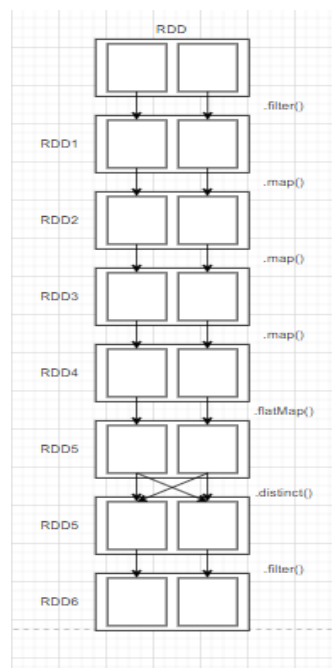 RDD
.filter()
RDD1
.map()
RDD2
.map()
RDD3
.map()
RDD4
.flatMap()
RDD5
.distinct()
RDD5
.filter()
RDD6